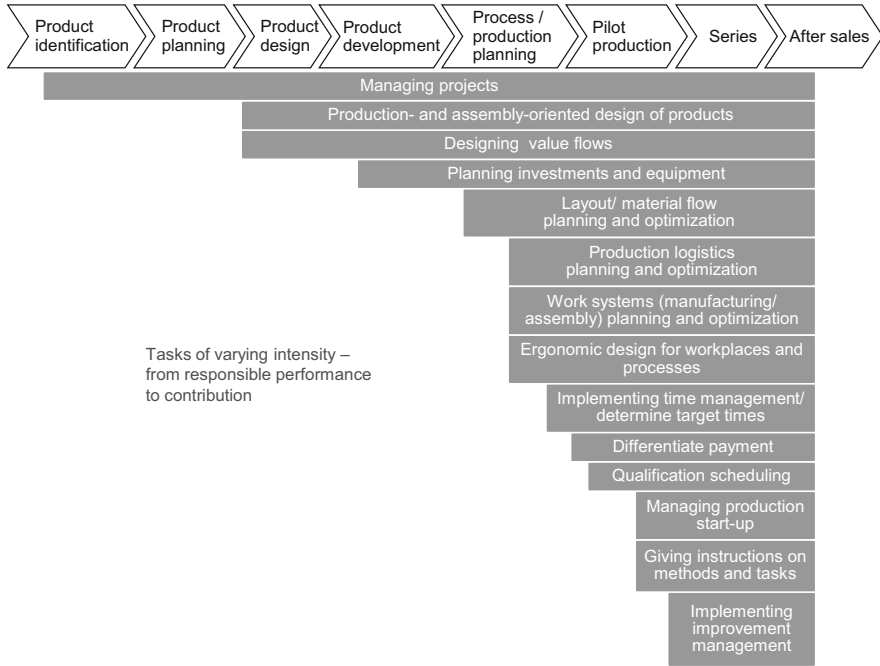 Product
identification
Product
planning
Product
design
Product
development
Process /
production
planning
Pilot
production
Series
After sales
Managing projects
Production- and assembly-oriented design of products
Designing value flows
Planning investments and equipment
Layout/ material flow
planning and optimization
Production logistics
planning and optimization
Work systems (manufacturing/
assembly) planning and optimization
Ergonomic design for workplaces and
processes
Tasks of varying intensity –
from responsible performance
to contribution
Implementing time management/
determine target times
Differentiate payment
Qualification scheduling
Managing production
start-up
Giving instructions on
methods and tasks
Implementing
improvement
management